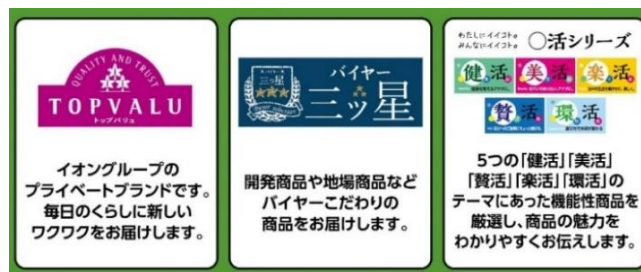 QUALITY AND TRUST
TOPVALU
トップバリュ
イオングループの
プライベートブランドです。
毎日のくらしに新しい
ワクワクをお届けします。
バイヤー
三ツ星
開発商品や地場商品など
バイヤーこだわりの
商品をお届けします。
わたしにイイコト。
みんなにイイコト。
〇活シリーズ
健活
美活
楽活
贅活
環活
5つの「健活」「美活」
「贅活」「楽活」「環活」の
テーマにあった機能性商品を
厳選し、商品の魅力を
わかりやすくお伝えします。